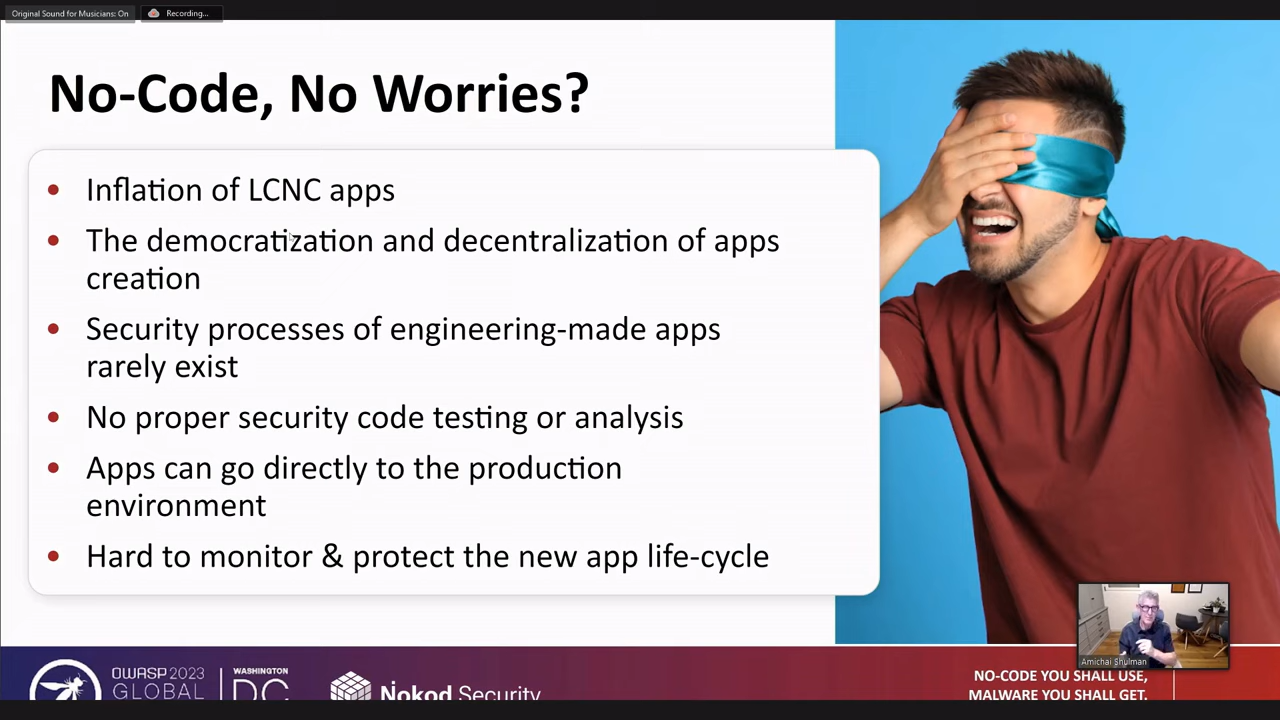 Original Sound for Musicians: On
Recording...
No-Code, No Worries?
• Inflation of LCNC apps
• The democratization and decentralization of apps
creation
• Security processes of engineering-made apps
rarely exist
• No proper security code testing or analysis
• Apps can go directly to the production
environment
• Hard to monitor & protect the new app life-cycle
Amichai Shulman
OWASP 2023
GLOBAL
WASHINGTON
DC
Nokod Security
NO-CODE YOU SHALL USE,
MALWARE YOU SHALL GET.